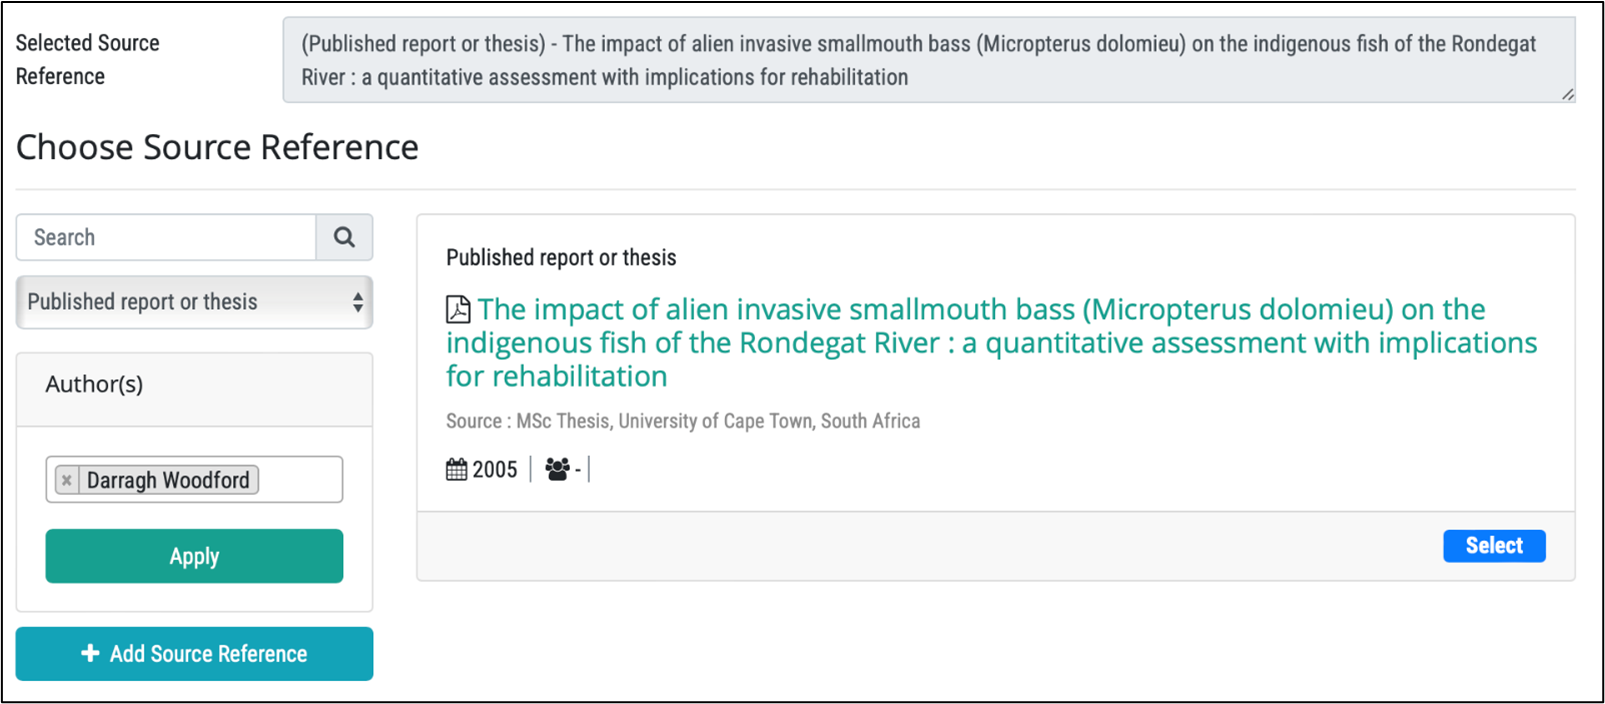 Selected Source
Reference
(Published report or thesis) - The impact of alien invasive smallmouth bass (Micropterus dolomieu) on the indigenous fish of the Rondegat
River : a quantitative assessment with implications for rehabilitation
Choose Source Reference
Search
Published report or thesis
Author(s)
× Darragh Woodford
Apply
+ Add Source Reference
Published report or thesis
The impact of alien invasive smallmouth bass (Micropterus dolomieu) on the
indigenous fish of the Rondegat River : a quantitative assessment with implications
for rehabilitation
Source : MSc Thesis, University of Cape Town, South Africa
2005 | - |
Select